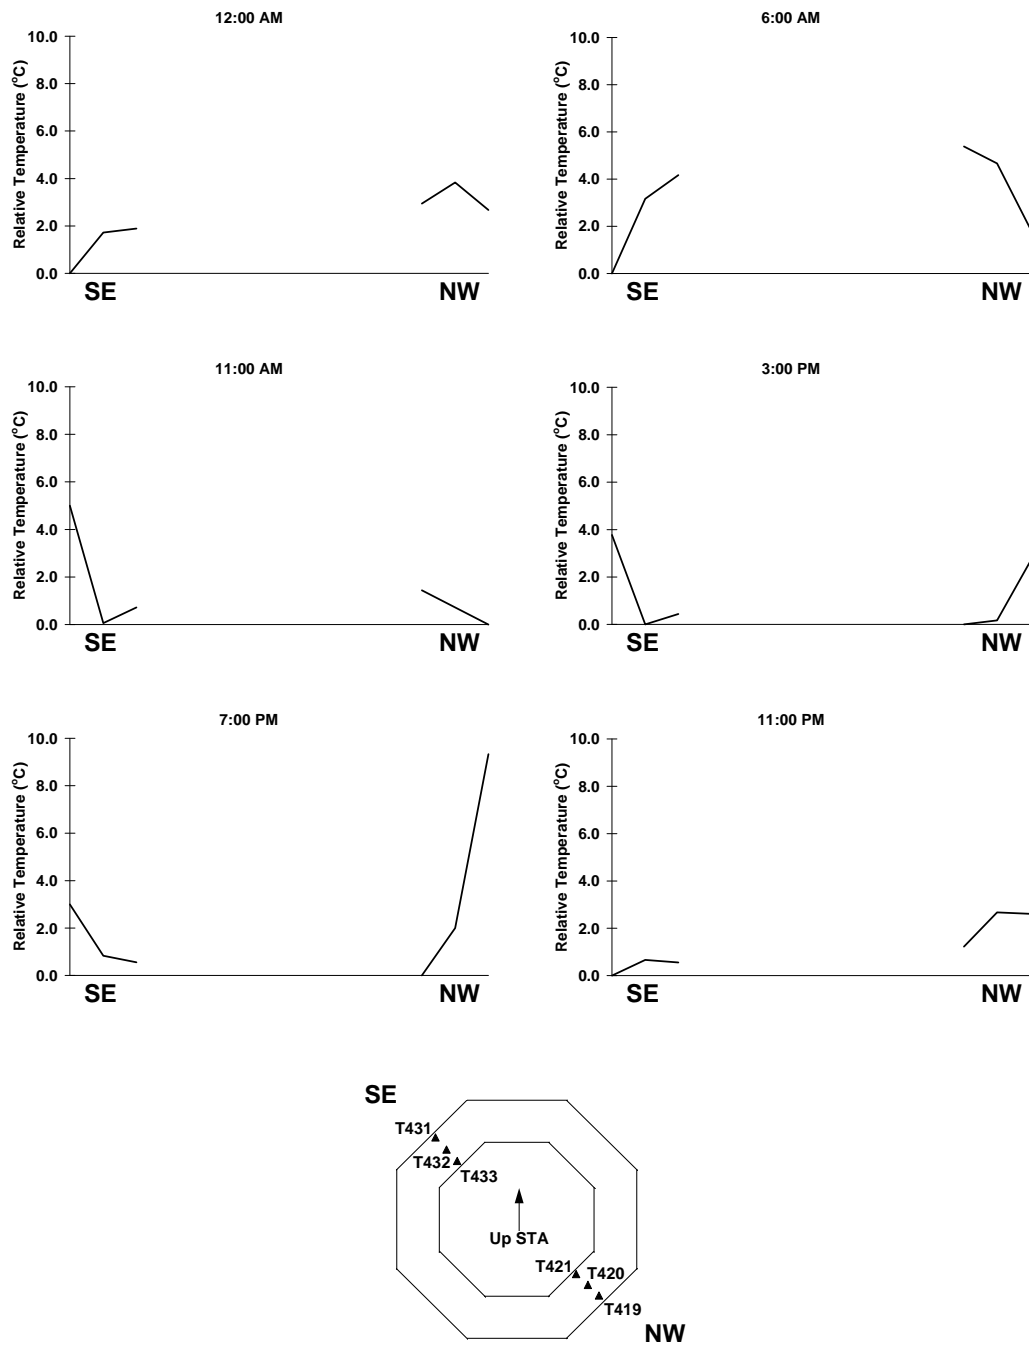 12:00 AM
10.0
8.0
6.0
4.0
2.0
0.0
Relative Temperature (°C)
SE
NW
6:00 AM
10.0
8.0
6.0
4.0
2.0
0.0
Relative Temperature (°C)
SE
NW
11:00 AM
10.0
8.0
6.0
4.0
2.0
0.0
Relative Temperature (°C)
SE
NW
3:00 PM
10.0
8.0
6.0
4.0
2.0
0.0
Relative Temperature (°C)
SE
NW
7:00 PM
10.0
8.0
6.0
4.0
2.0
0.0
Relative Temperature (°C)
SE
NW
11:00 PM
10.0
8.0
6.0
4.0
2.0
0.0
Relative Temperature (°C)
SE
NW
SE
T431
T432
T433
Up STA
T421
T420
T419
NW